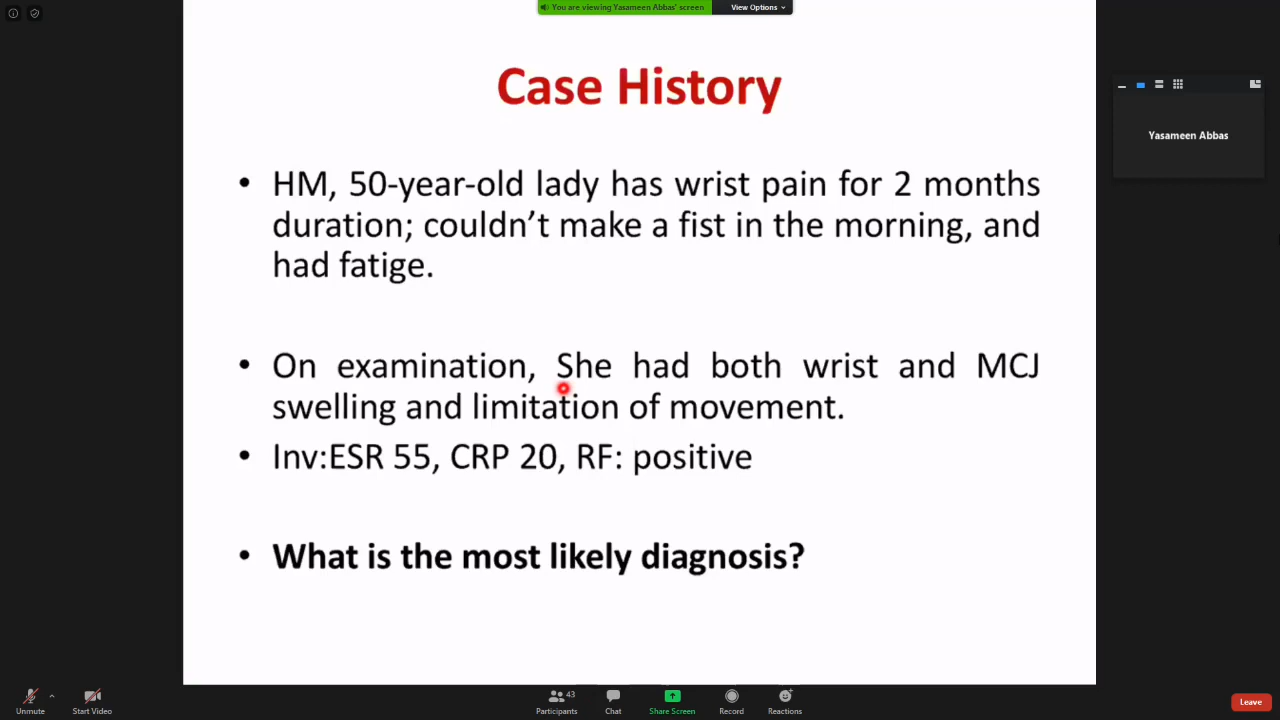 You are viewing Yasameen Abbas' screen
View Options
Case History
• HM, 50-year-old lady has wrist pain for 2 months
duration; couldn't make a fist in the morning, and
had fatige.
• On examination, She had both wrist and MCJ
swelling and limitation of movement.
• Inv:ESR 55, CRP 20, RF: positive
• What is the most likely diagnosis?
Yasameen Abbas
Unmute
Start Video
43
Participants
Chat
Share Screen
Record
Reactions
Leave